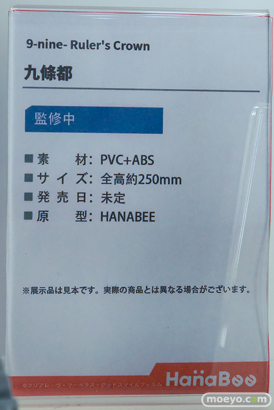 9-nine- Ruler's Crown
九條都
監修中
■素　　材：PVC+ABS
■サ イ ズ：全高約250mm
■発 売 日：未定
■原　　型：HANABEE
※展示品は見本です。実際の商品とは異なる場合がございます。
HanaBee
moeyo.com